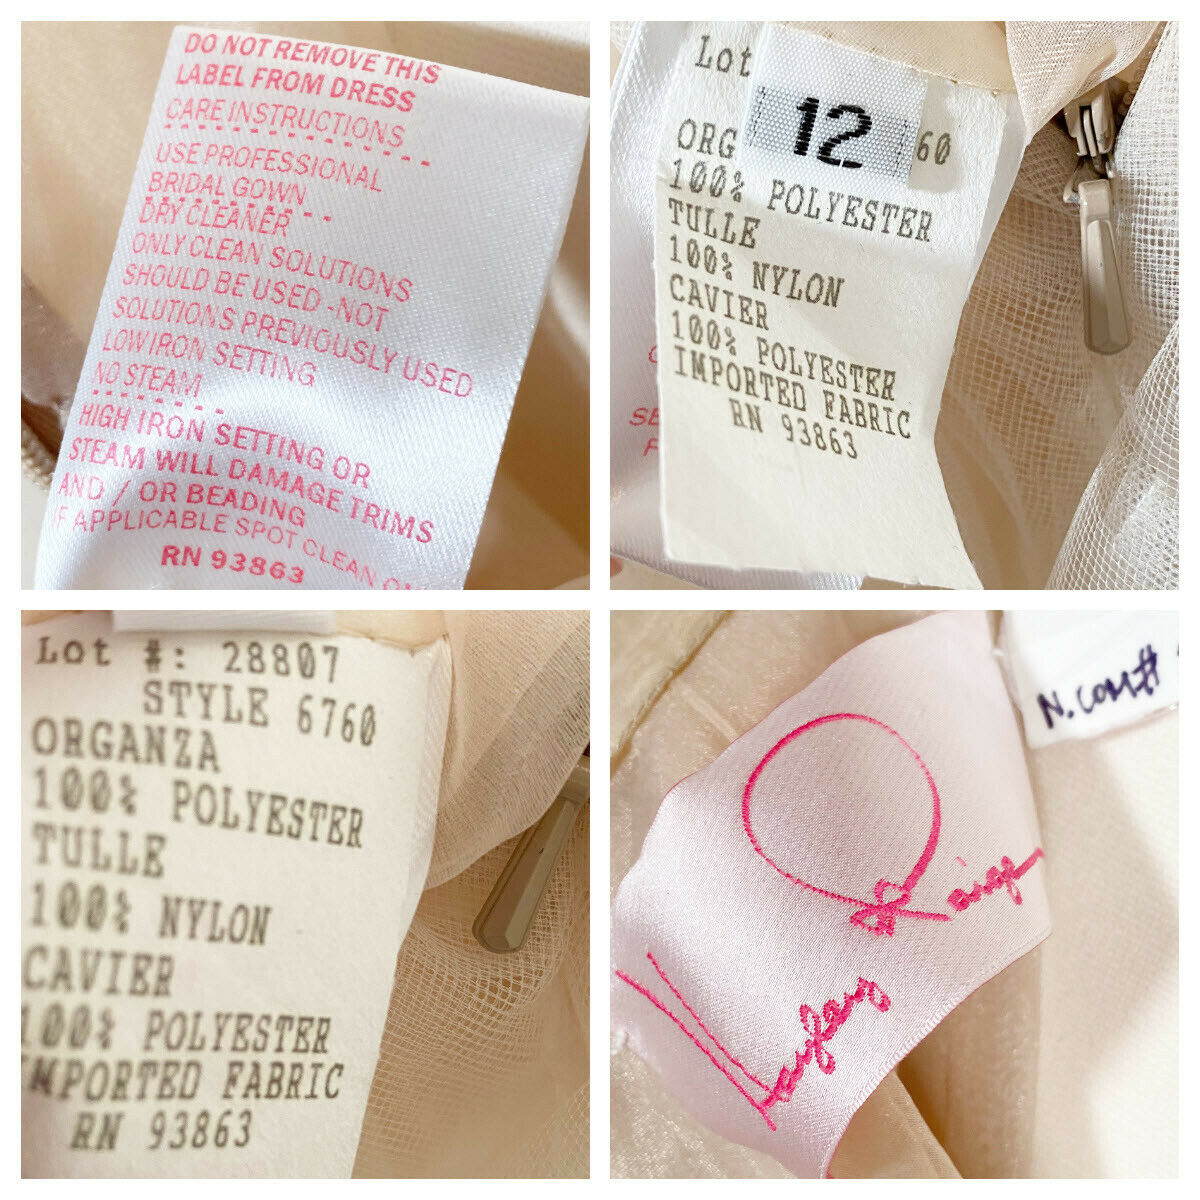 DO NOT REMOVE THIS
LABEL FROM DRESS
CARE INSTRUCTIONS
USE PROFESSIONAL
BRIDAL GOWN
DRY CLEANER
ONLY CLEAN SOLUTIONS
SHOULD BE USED -NOT
SOLUTIONS PREVIOUSLY USED
LOW IRON SETTING
NO STEAM
HIGH IRON SETTING OR
STEAM WILL DAMAGE TRIMS
AND / OR BEADING
IF APPLICABLE SPOT CLEAN
RN 93863
Lot
12
ORG
60
100% POLYESTER
TULLE
100% NYLON
CAVIER
100% POLYESTER
IMPORTED FABRIC
RN 93863
SE
F
Lot #: 28807
STYLE 6760
ORGANZA
100% POLYESTER
TULLE
100% NYLON
CAVIER
100% POLYESTER
IMPORTED FABRIC
RN 93863
N. COM#